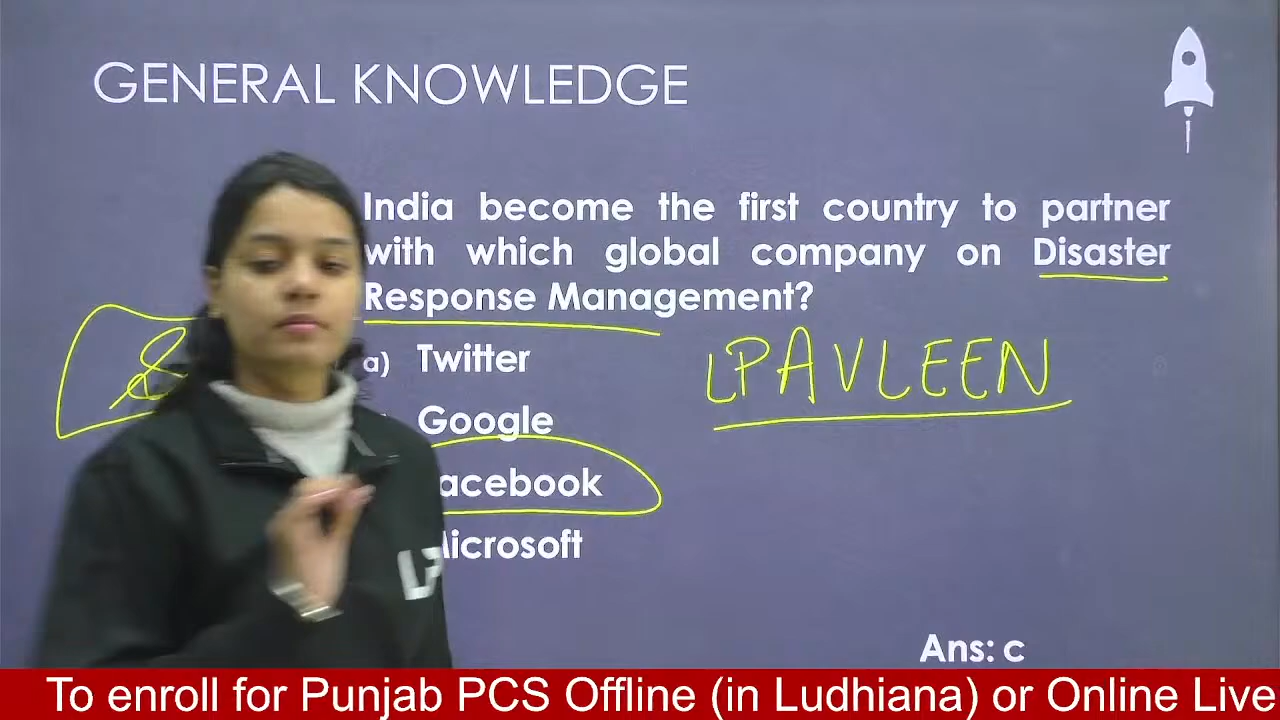 GENERAL KNOWLEDGE
India become the first country to partner
with which global company on Disaster
Response Management?
a) Twitter
LPAVLEEN
Google
acebook
icrosoft
LP
Ans: c
To enroll for Punjab PCS Offline (in Ludhiana) or Online Live